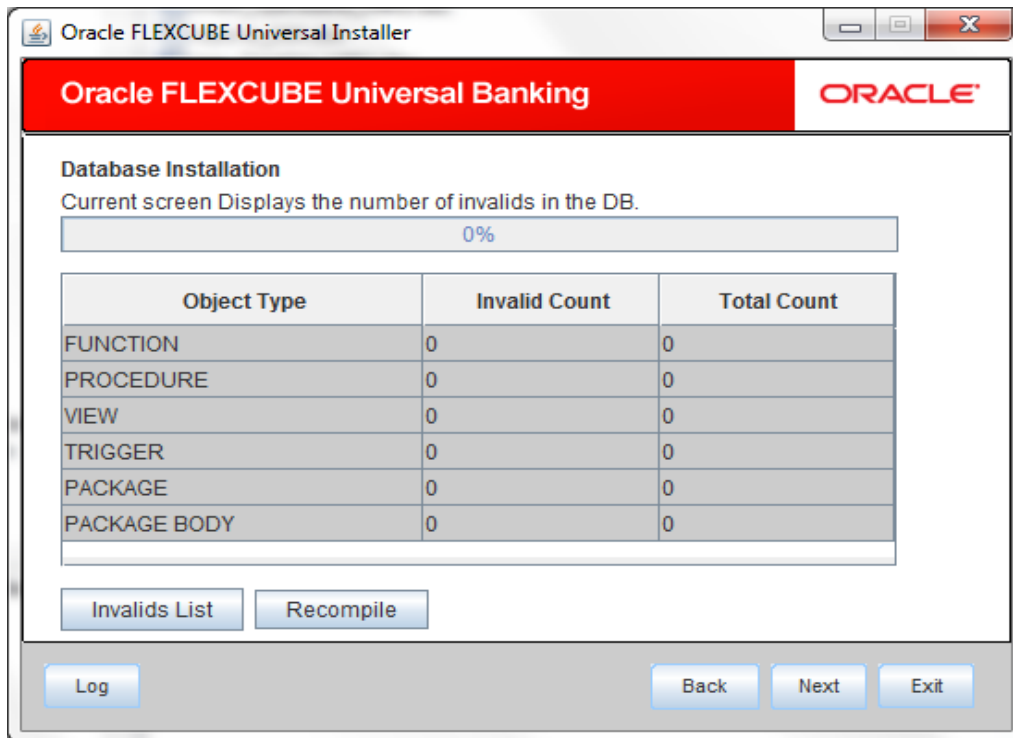 Oracle FLEXCUBE Universal Installer
Oracle FLEXCUBE Universal Banking
ORACLE
Database Installation
Current screen Displays the number of invalids in the DB.
0%
Object Type Invalid Count Total Count
FUNCTION 0 0
PROCEDURE 0 0
VIEW 0 0
TRIGGER 0 0
PACKAGE 0 0
PACKAGE BODY 0 0
Invalids List Recompile
Log Back Next Exit